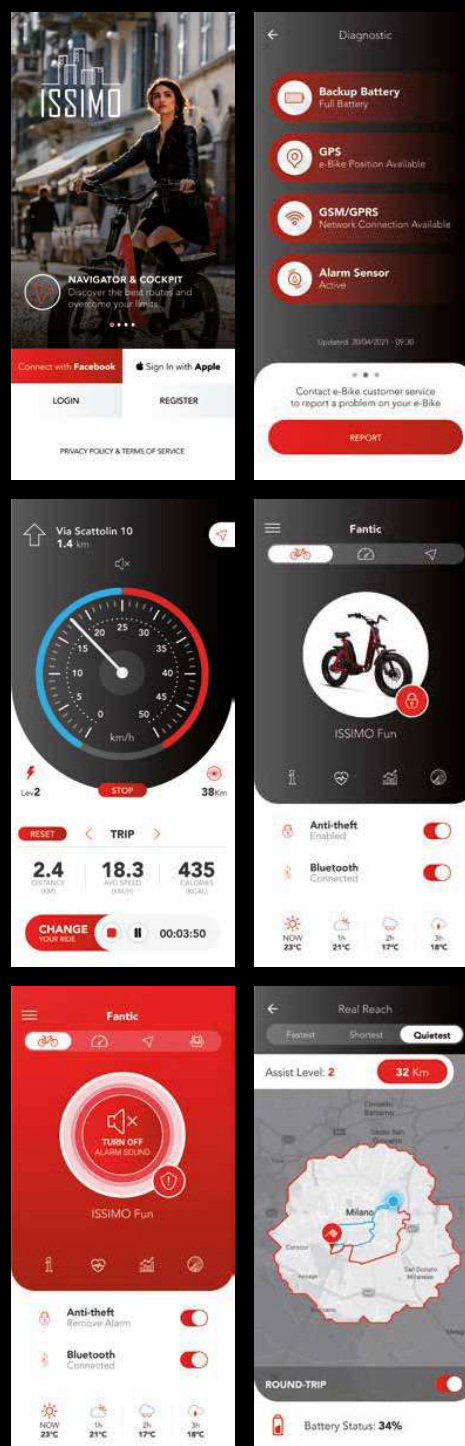 ISSIMO
NAVIGATOR & COCKPIT
Discover the best routes and
overcome your limits
Connect with Facebook
Sign In with Apple
LOGIN
REGISTER
PRIVACY POLICY & TERMS OF SERVICE
Diagnostic
Backup Battery
Full Battery
GPS
e-Bike Position Available
GSM/GPRS
Network Connection Available
Alarm Sensor
Active
Updated: 20/04/2021 - 09:30
Contact e-Bike customer service
to report a problem on your e-Bike
REPORT
Via Scattolin 10
1.4 km
0
5
10
15
20
25
30
35
40
45
50
km/h
Lev2
STOP
38Km
RESET
TRIP
2.4
DISTANCE
(KM)
18.3
AVG SPEED
(KM/H)
435
CALORIES
(KCAL)
CHANGE
YOUR RIDE
00:03:50
Fantic
ISSIMO Fun
Anti-theft
Enabled
Bluetooth
Connected
NOW
23°C
1h
21°C
2h
17°C
3h
18°C
Fantic
TURN OFF
ALARM SOUND
ISSIMO Fun
Anti-theft
Remove Alarm
Bluetooth
Connected
NOW
23°C
1h
21°C
2h
17°C
3h
18°C
Real Reach
Fastest
Shortest
Quietest
Assist Level: 2
32 Km
Milano
San Donato
Milanese
ROUND-TRIP
Battery Status: 34%